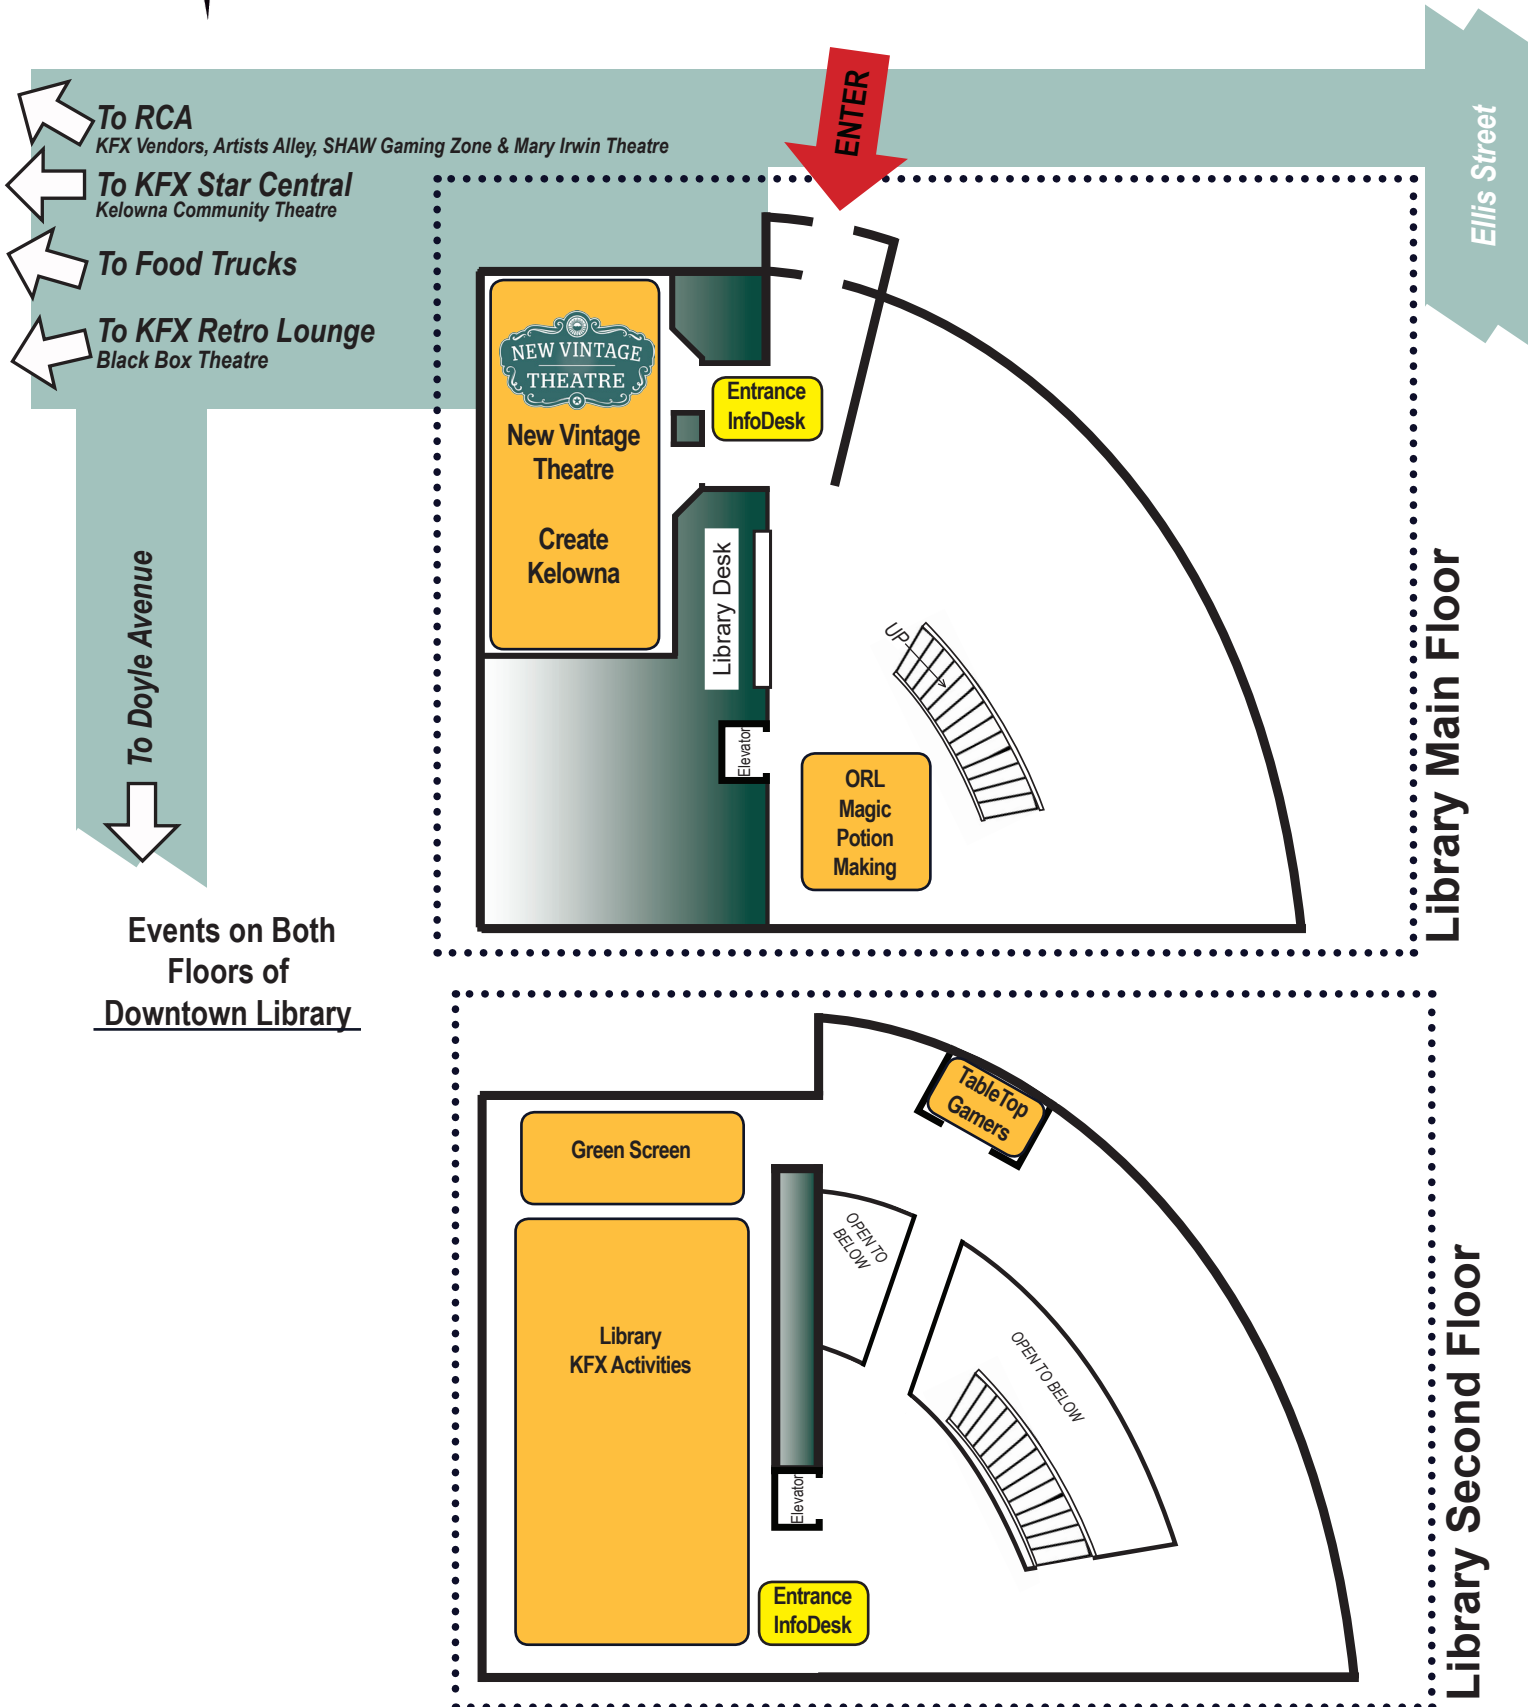 To RCA
KFX Vendors, Artists Alley, SHAW Gaming Zone & Mary Irwin Theatre
To KFX Star Central
Kelowna Community Theatre
To Food Trucks
To KFX Retro Lounge
Black Box Theatre
ENTER
Ellis Street
To Doyle Avenue
NEW VINTAGE
THEATRE
New Vintage
Theatre
Create
Kelowna
Entrance
InfoDesk
Library Desk
Elevator
UP
ORL
Magic
Potion
Making
Library Main Floor
Events on Both
Floors of
Downtown Library
TableTop
Gamers
Green Screen
OPEN TO
BELOW
Library
KFX Activities
OPEN TO BELOW
Elevator
Entrance
InfoDesk
Library Second Floor